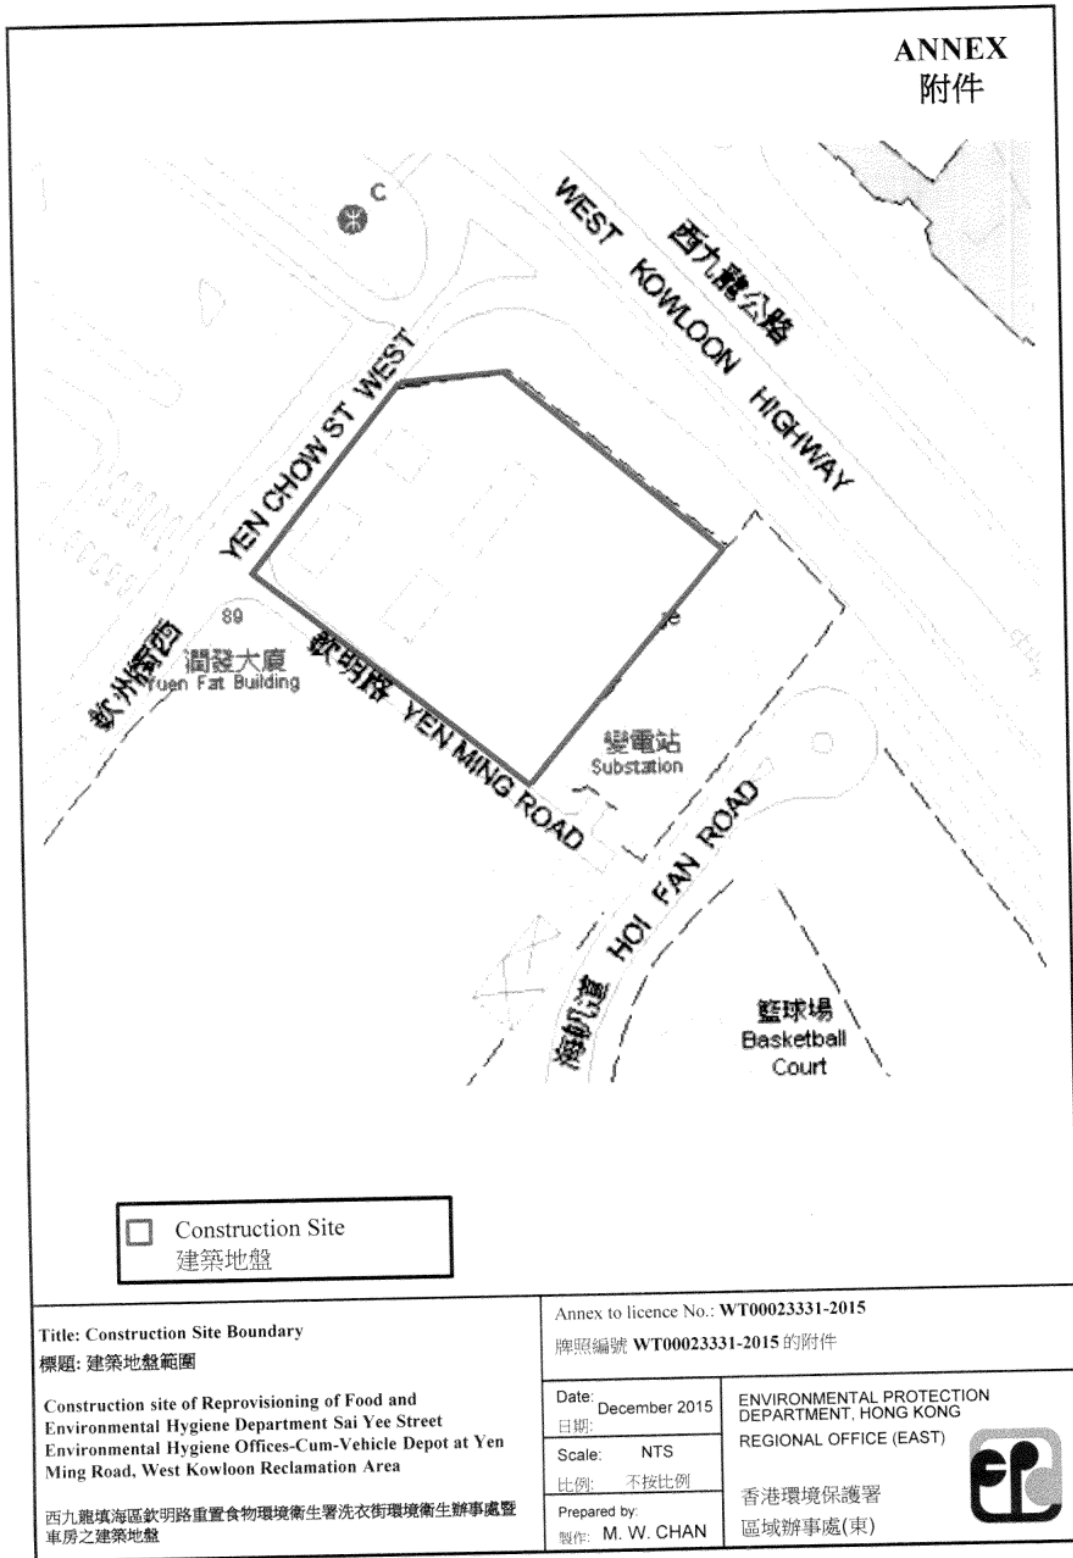 ANNEX
附件
C
WEST KOWLOON HIGHWAY
西九龍公路
YEN CHOW ST WEST
欽州街西
89
潤發大廈
Yuen Fat Building
欽明路 YEN MING ROAD
變電站
Substation
海帆道 HOI FAN ROAD
籃球場
Basketball
Court
Construction Site
建築地盤
Title: Construction Site Boundary
標題: 建築地盤範圍
Construction site of Reprovisioning of Food and
Environmental Hygiene Department Sai Yee Street
Environmental Hygiene Offices-Cum-Vehicle Depot at Yen
Ming Road, West Kowloon Reclamation Area
西九龍填海區欽明路重置食物環境衞生署洗衣街環境衞生辦事處暨
車房之建築地盤
Annex to licence No.: WT00023331-2015
牌照編號 WT00023331-2015 的附件
Date: December 2015
日期:
Scale: NTS
比例: 不按比例
Prepared by:
製作: M. W. CHAN
ENVIRONMENTAL PROTECTION
DEPARTMENT, HONG KONG
REGIONAL OFFICE (EAST)
香港環境保護署
區域辦事處(東)